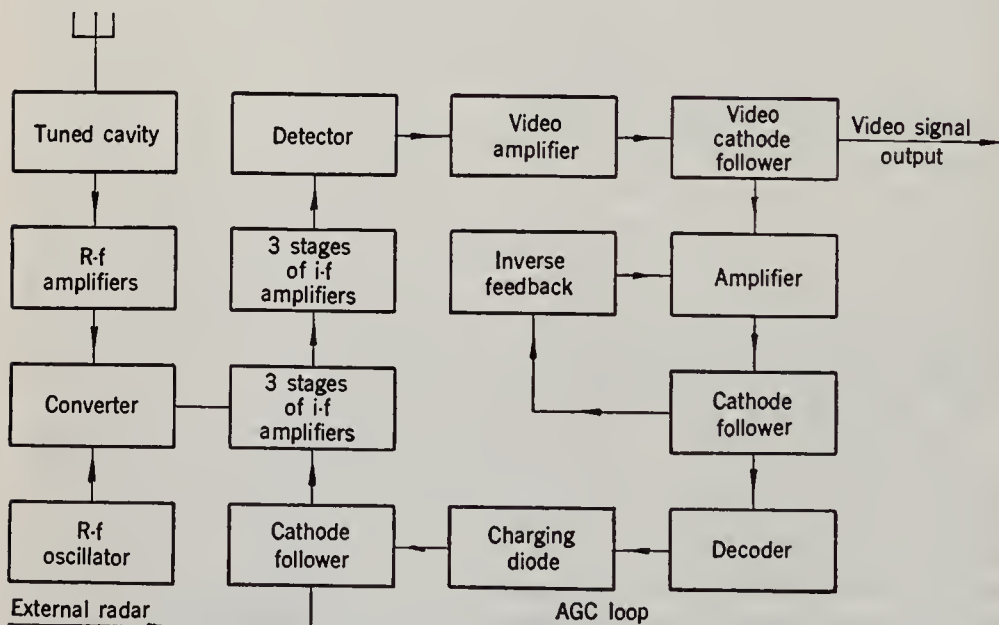 Tuned cavity
R-f
amplifiers
Converter
R-f
oscillator
External radar
Detector
3 stages
of i-f
amplifiers
3 stages
of i-f
amplifiers
Cathode
follower
Video
amplifier
Inverse
feedback
Charging
diode
AGC loop
Video
cathode
follower
Amplifier
Cathode
follower
Decoder
Video signal
output